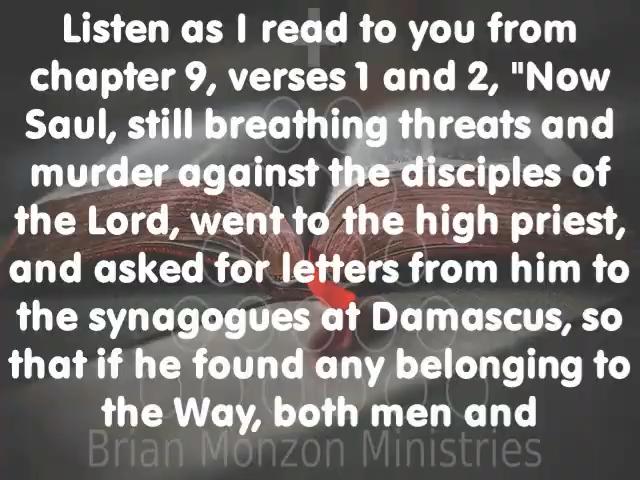 Listen as I read to you from
chapter 9, verses 1 and 2, "Now
Saul, still breathing threats and
murder against the disciples of
the Lord, went to the high priest,
and asked for letters from him to
the synagogues at Damascus, so
that if he found any belonging to
the Way, both men and
Brian Monzon Ministries